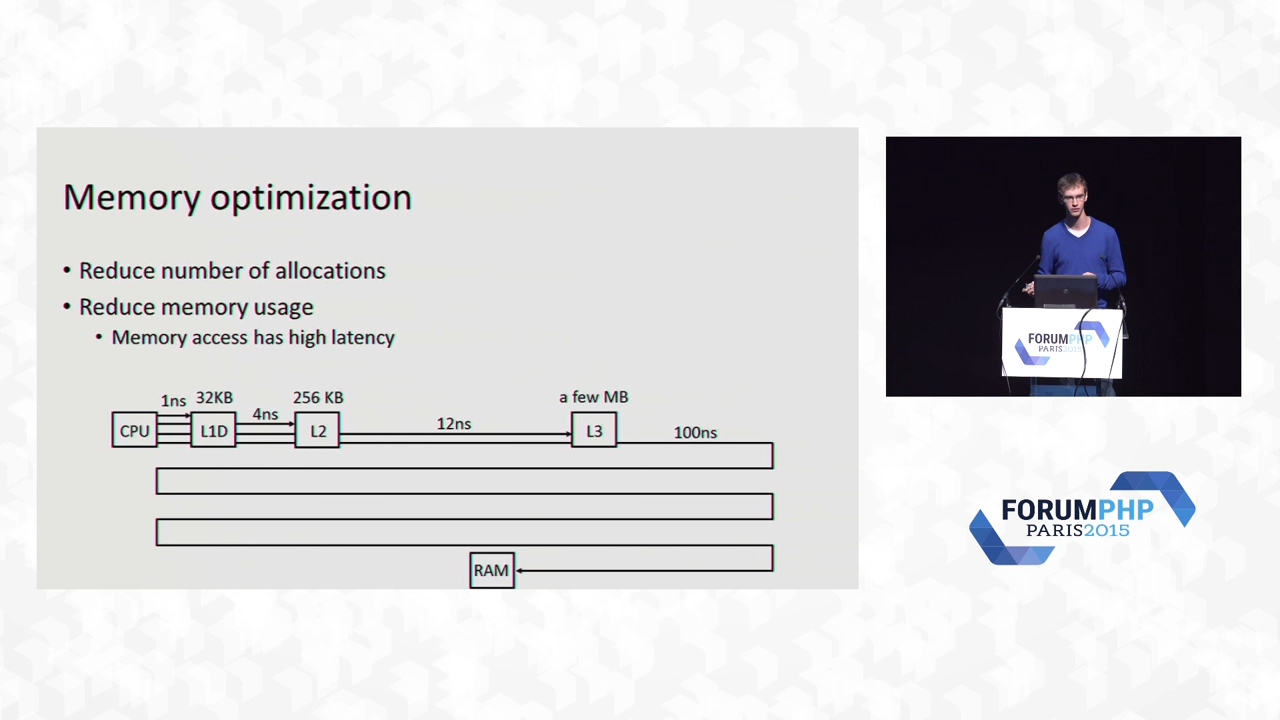 Memory optimization
• Reduce number of allocations
• Reduce memory usage
• Memory access has high latency
1ns 32KB 256 KB a few MB
4ns 12ns 100ns
CPU L1D L2 L3
RAM
FORUMPHP
PARIS2015
FORUMPHP
PARIS2015